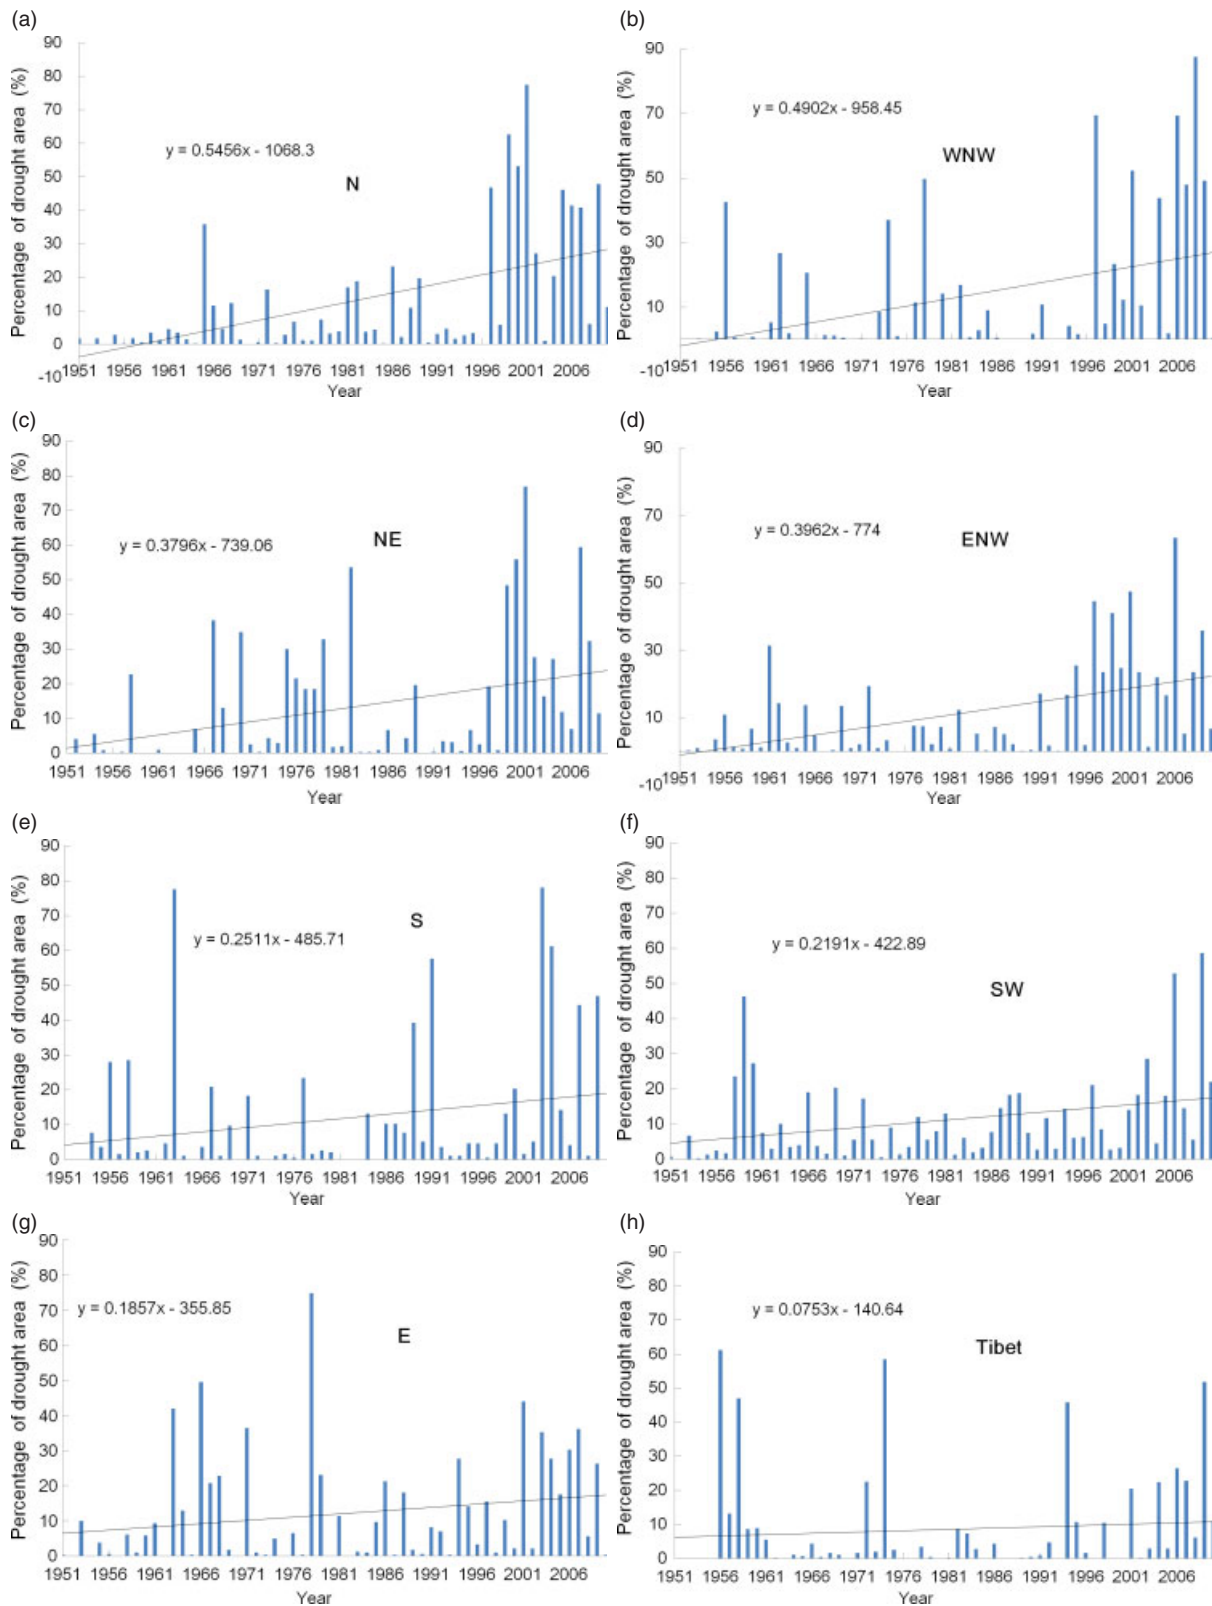 (a)
Percentage of drought area (%)
90
80
70
60
50
40
30
20
10
0
-10
y = 0.5456x - 1068.3
N
1951 1956 1961 1966 1971 1976 1981 1986 1991 1996 2001 2006
Year
(b)
Percentage of drought area (%)
90
70
50
30
10
-10
y = 0.4902x - 958.45
WNW
1951 1956 1961 1966 1971 1976 1981 1986 1991 1996 2001 2006
Year
(c)
Percentage of drought area (%)
90
80
70
60
50
40
30
20
10
0
y = 0.3796x - 739.06
NE
1951 1956 1961 1966 1971 1976 1981 1986 1991 1996 2001 2006
Year
(d)
Percentage of drought area (%)
90
70
50
30
10
-10
y = 0.3962x - 774
ENW
1951 1956 1961 1966 1971 1976 1981 1986 1991 1996 2001 2006
Year
(e)
Percentage of drought area (%)
90
80
70
60
50
40
30
20
10
0
y = 0.2511x - 485.71
S
1951 1956 1961 1966 1971 1976 1981 1986 1991 1996 2001 2006
Year
(f)
Percentage of drought area (%)
90
80
70
60
50
40
30
20
10
0
y = 0.2191x - 422.89
SW
1951 1956 1961 1966 1971 1976 1981 1986 1991 1996 2001 2006
Year
(g)
Percentage of drought area (%)
90
80
70
60
50
40
30
20
10
0
y = 0.1857x - 355.85
E
1951 1956 1961 1966 1971 1976 1981 1986 1991 1996 2001 2006
Year
(h)
Percentage of drought area (%)
90
80
70
60
50
40
30
20
10
0
y = 0.0753x - 140.64
Tibet
1951 1956 1961 1966 1971 1976 1981 1986 1991 1996 2001 2006
Year